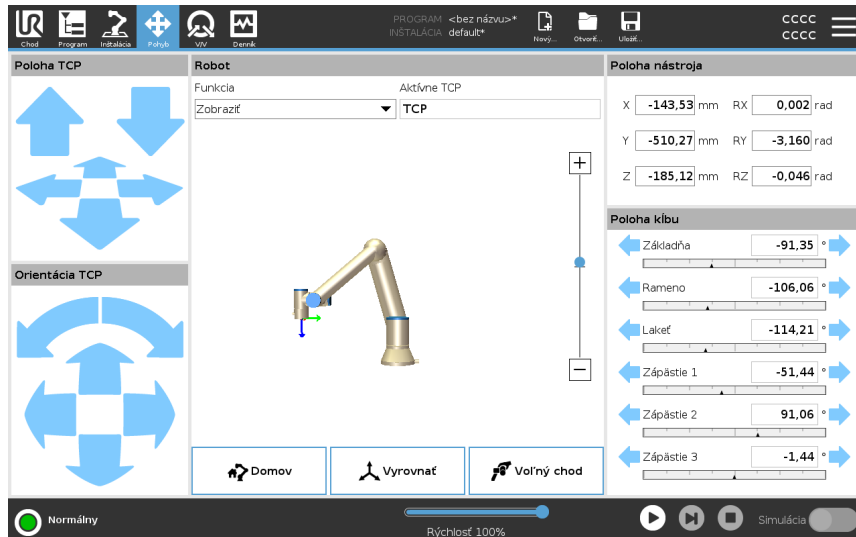 UR
Chod
Program
Inštalácia
Pohyb
V/V
Denník
PROGRAM <bez názvu>*
INŠTALÁCIA default*
Nový...
Otvoriť...
Uložiť...
CCCC
CCCC
Poloha TCP
Orientácia TCP
Robot
Funkcia
Aktívne TCP
Zobraziť
TCP
Domov
Vyrovnať
Voľný chod
Poloha nástroja
X -143,53 mm RX 0,002 rad
Y -510,27 mm RY -3,160 rad
Z -185,12 mm RZ -0,046 rad
Poloha kĺbu
Základňa -91,35 °
Rameno -106,06 °
Lakeť -114,21 °
Zápästie 1 -51,44 °
Zápästie 2 91,06 °
Zápästie 3 -1,44 °
Normálny
Rýchlosť 100%
Simulácia